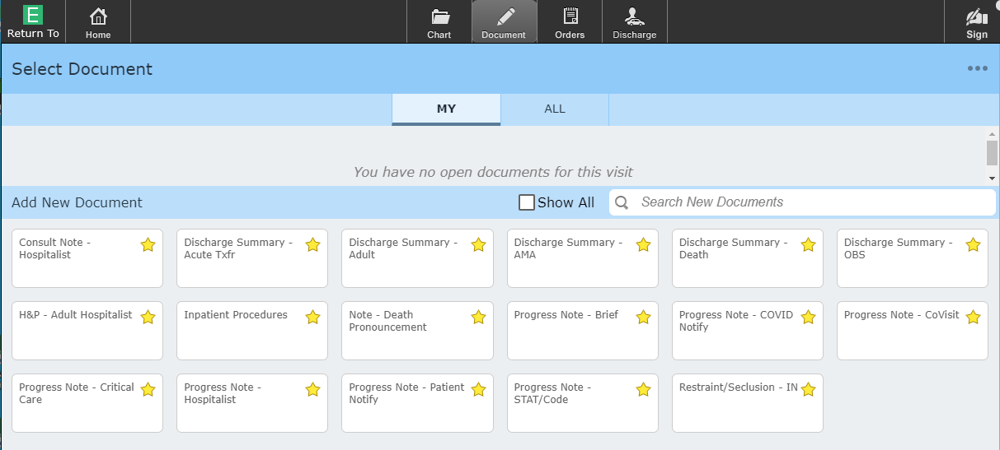 E
Return To
Home
Chart
Document
Orders
Discharge
Sign
Select Document
MY
ALL
You have no open documents for this visit
Add New Document
Show All
Search New Documents
Consult Note -
Hospitalist
Discharge Summary -
Acute Txfr
Discharge Summary -
Adult
Discharge Summary -
AMA
Discharge Summary -
Death
Discharge Summary -
OBS
H&P - Adult Hospitalist
Inpatient Procedures
Note - Death
Pronouncement
Progress Note - Brief
Progress Note - COVID
Notify
Progress Note - CoVisit
Progress Note - Critical
Care
Progress Note -
Hospitalist
Progress Note - Patient
Notify
Progress Note -
STAT/Code
Restraint/Seclusion - IN